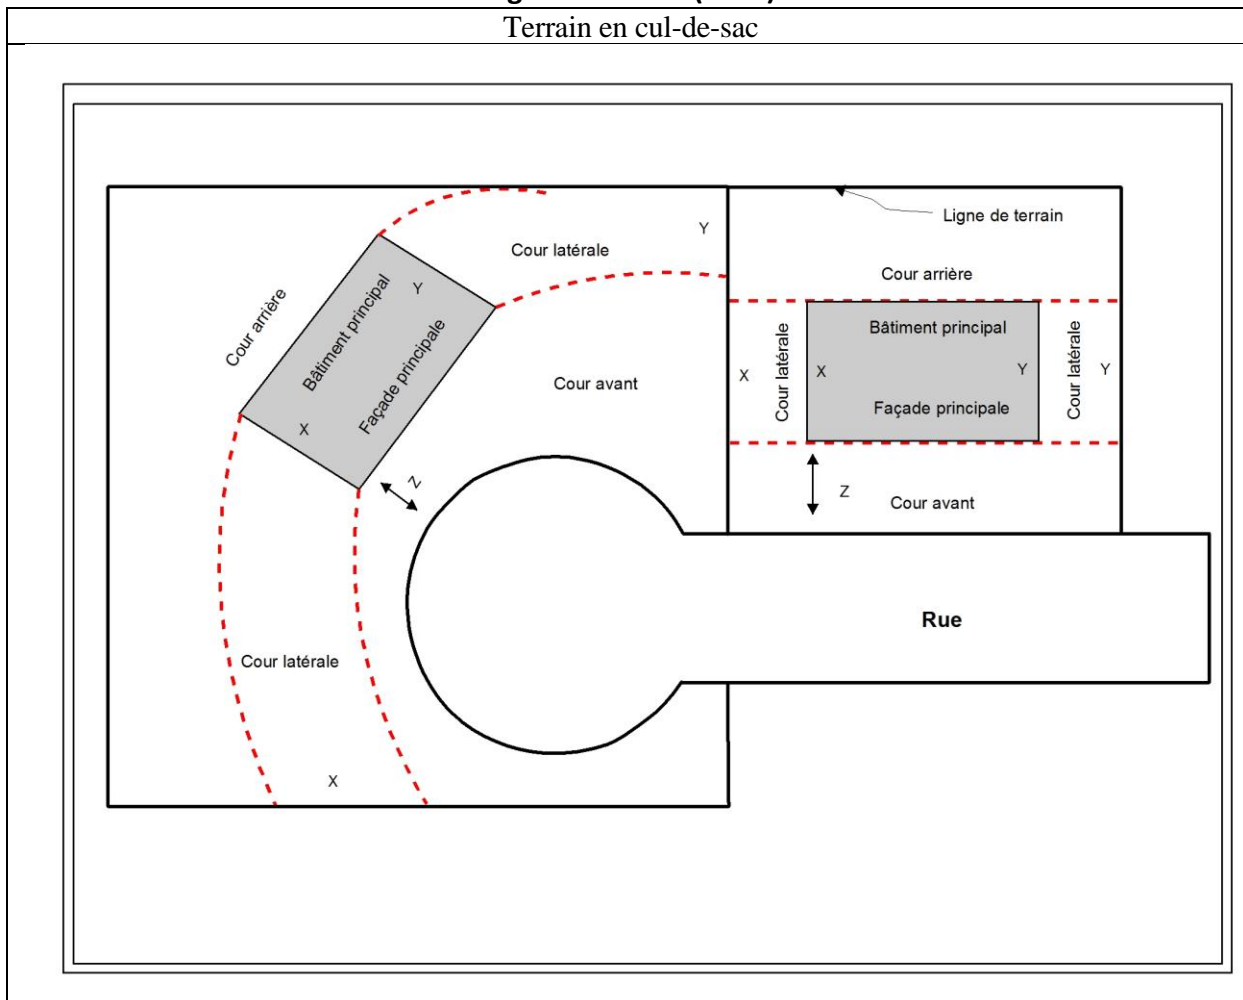 Terrain en cul-de-sac
Ligne de terrain
Cour latérale
Y
Cour arrière
Cour arrière
Bâtiment principal
Y
Façade principale
X
Cour avant
Z
X
Cour latérale
X
Bâtiment principal
Y
Façade principale
Cour latérale
Y
Z
Cour avant
Rue
Cour latérale
X